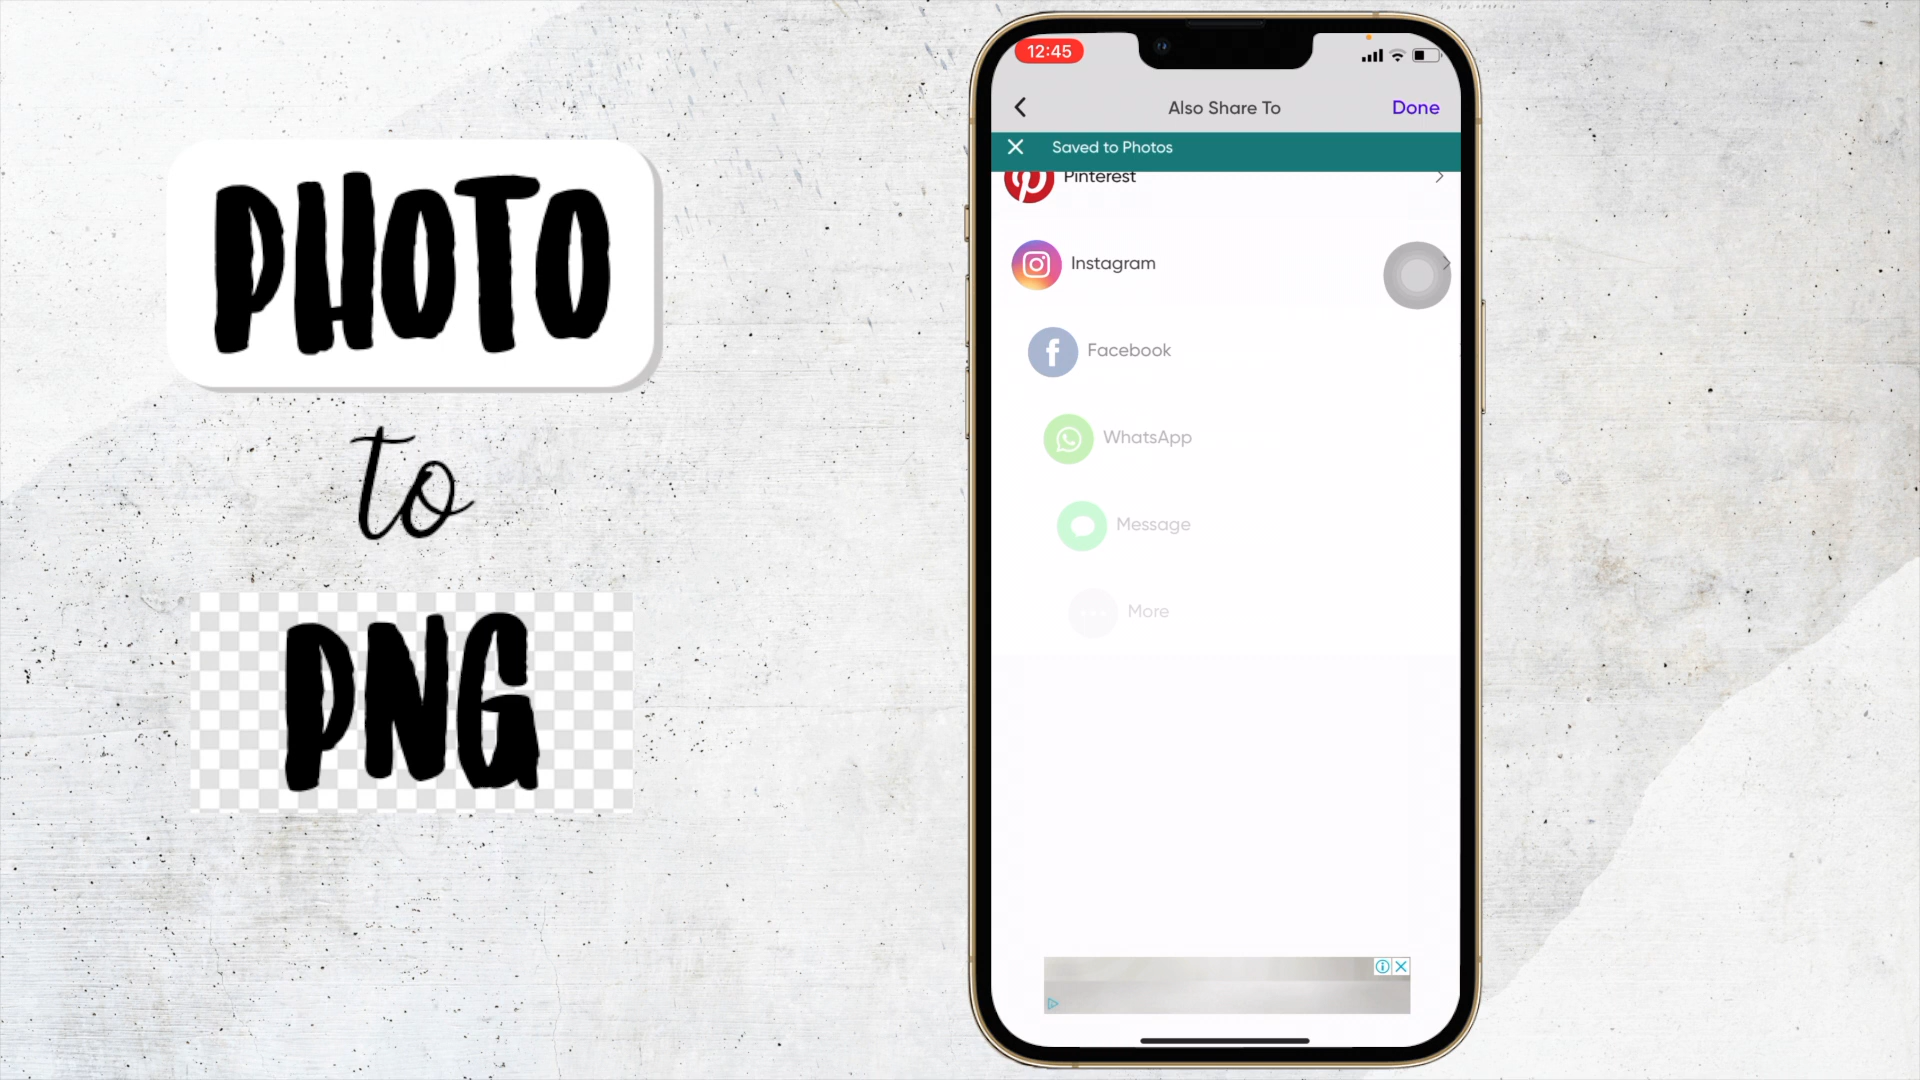 PHOTO
to
PNG
12:45
Also Share To
Done
Saved to Photos
Pinterest
Instagram
Facebook
WhatsApp
Message
More